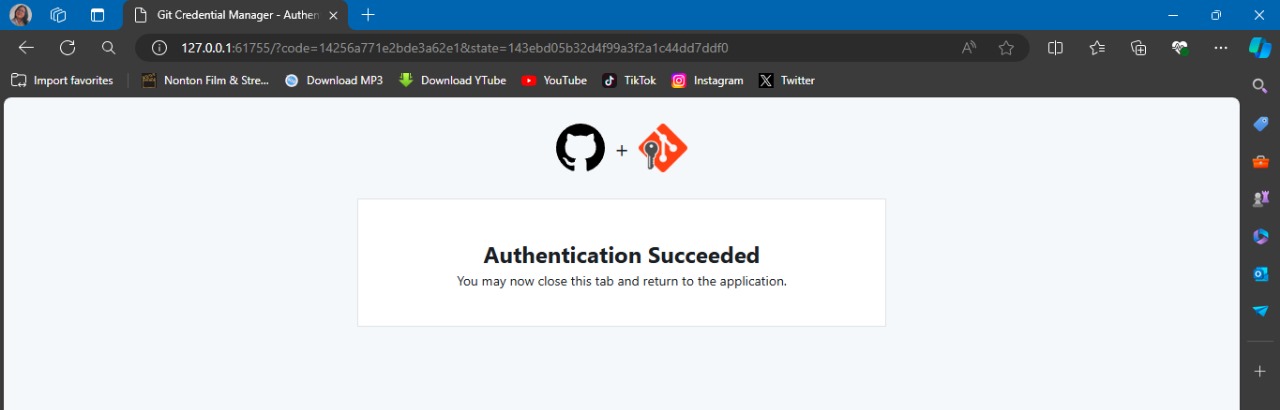 Git Credential Manager - Authen
127.0.0.1:61755/?code=14256a771e2bde3a62e1&state=143ebd05b32d4f99a3f2a1c44dd7ddf0
Import favorites
Nonton Film & Stre...
Download MP3
Download YTube
YouTube
TikTok
Instagram
Twitter
+
Authentication Succeeded
You may now close this tab and return to the application.